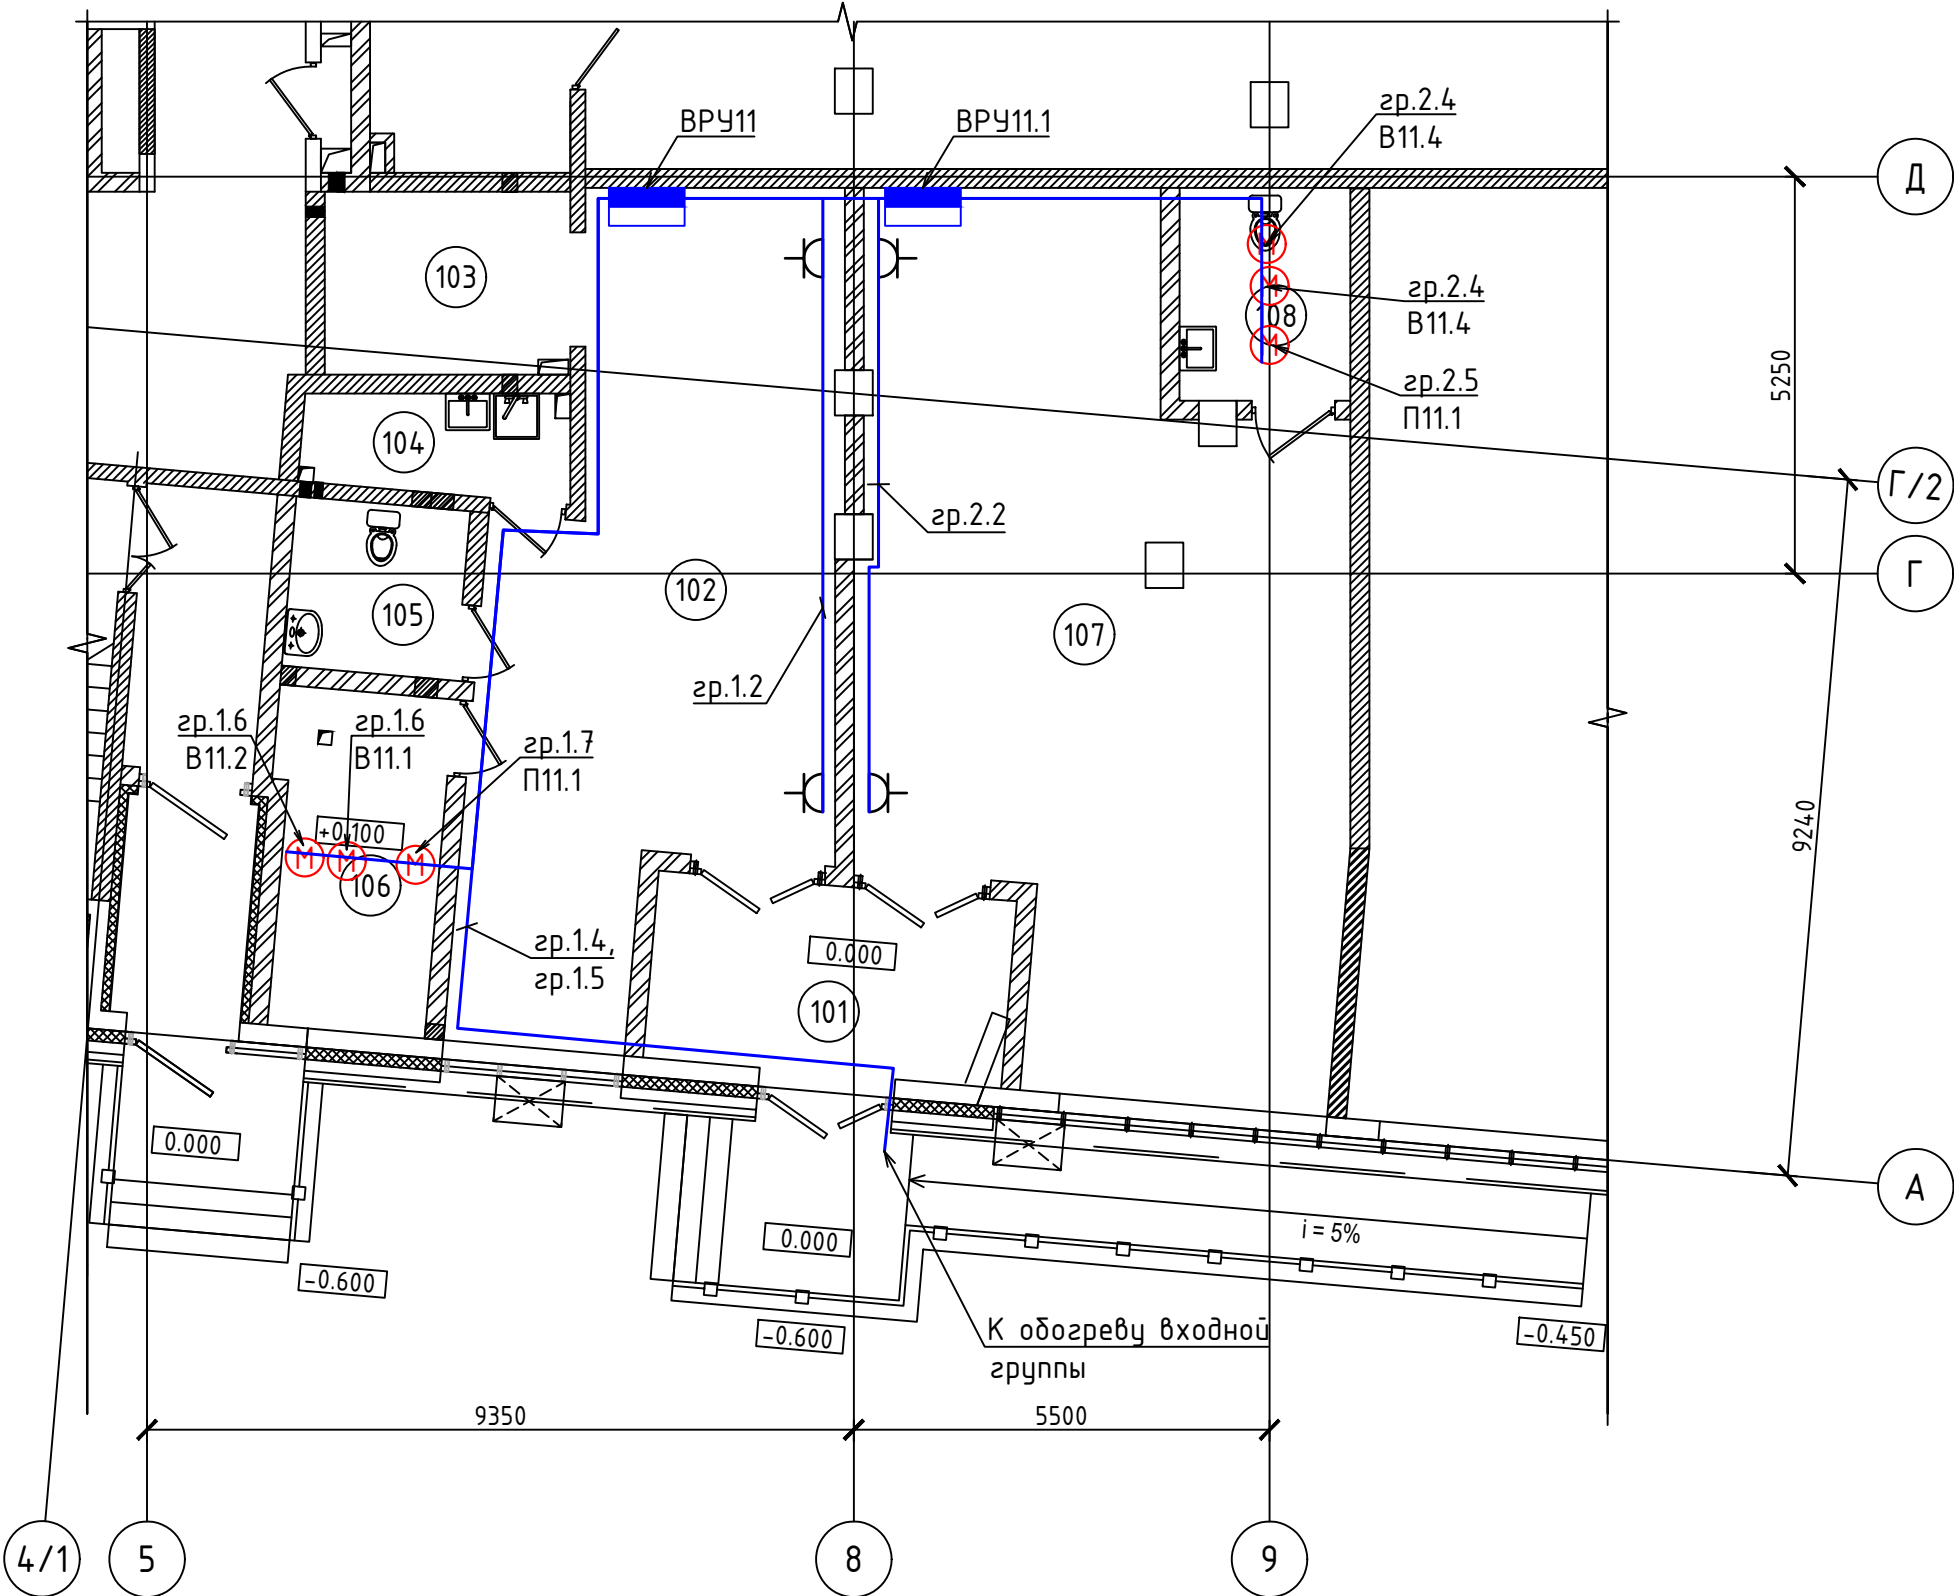 ВРУ11
ВРУ11.1
гр.2.4
В11.4
Д
103
гр.2.4
В11.4
108
гр.2.5
П11.1
5250
104
Г/2
гр.2.2
Г
102
105
107
гр.1.2
гр.1.6
В11.2
гр.1.6
В11.1
гр.1.7
П11.1
+0.100
М
М
М
М
М
М
106
9240
гр.1.4,
гр.1.5
0.000
101
0.000
А
0.000
i = 5%
-0.600
-0.600
-0.450
К обогреву входной
группы
9350
5500
4/1
5
8
9